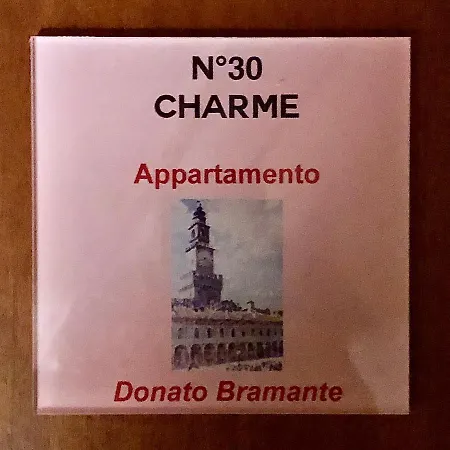 N°30
CHARME
Appartamento
Donato Bramante